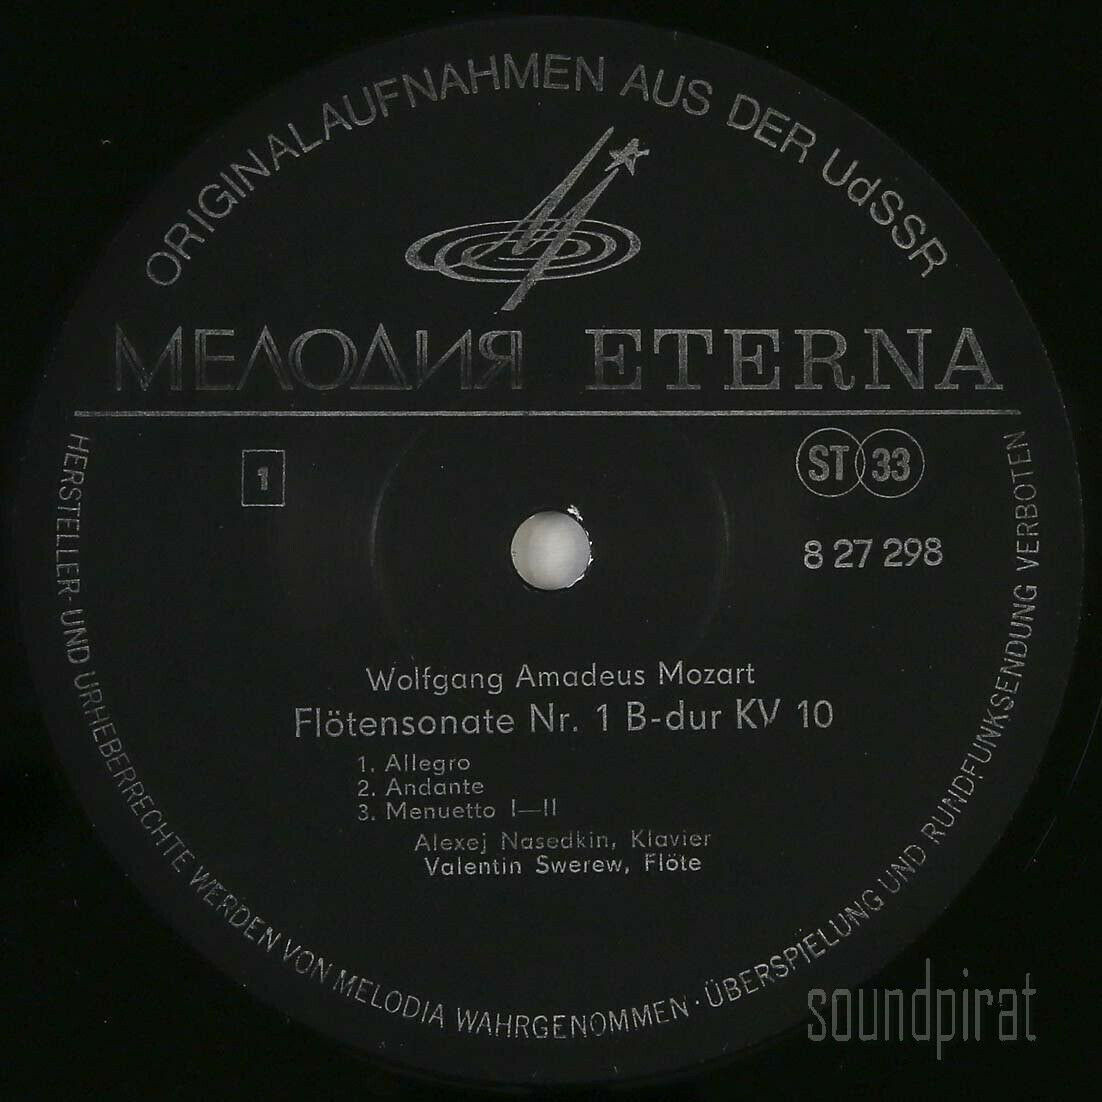 ORIGINALAUFNAHMEN AUS DER UdSSR
МЕЛОДИЯ ETERNA
1
ST 33
8 27 298
Wolfgang Amadeus Mozart
Flötensonate Nr. 1 B-dur KV 10
1. Allegro
2. Andante
3. Menuetto I—II
Alexej Nasedkin, Klavier
Valentin Swerew, Flöte
HERSTELLER- UND URHEBERRECHTE WERDEN VON MELODIA WAHRGENOMMEN · ÜBERSPIELUNG UND RUNDFUNKSENDUNG VERBOTEN
soundpirat